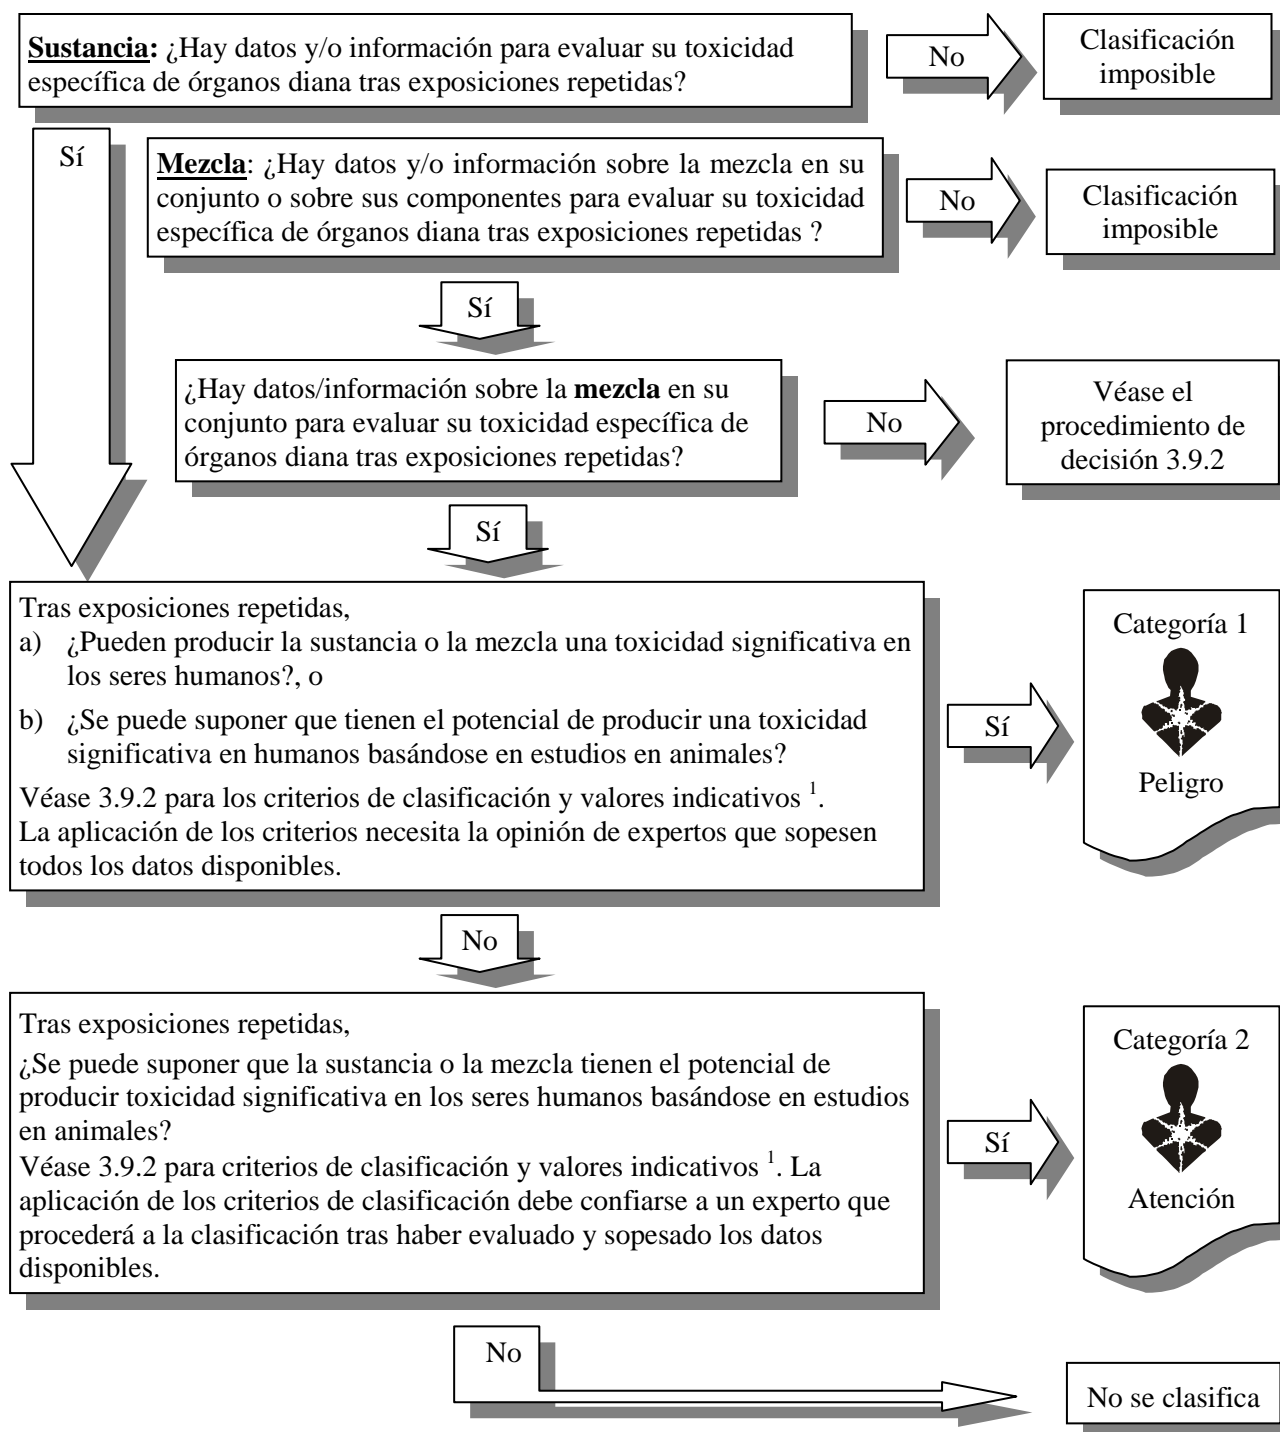 Sustancia: ¿Hay datos y/o información para evaluar su toxicidad
específica de órganos diana tras exposiciones repetidas?
No
Clasificación
imposible
Sí
Mezcla: ¿Hay datos y/o información sobre la mezcla en su
conjunto o sobre sus componentes para evaluar su toxicidad
específica de órganos diana tras exposiciones repetidas ?
No
Clasificación
imposible
Sí
¿Hay datos/información sobre la mezcla en su
conjunto para evaluar su toxicidad específica de
órganos diana tras exposiciones repetidas?
No
Véase el
procedimiento de
decisión 3.9.2
Sí
Tras exposiciones repetidas,
a) ¿Pueden producir la sustancia o la mezcla una toxicidad significativa en
los seres humanos?, o
b) ¿Se puede suponer que tienen el potencial de producir una toxicidad
significativa en humanos basándose en estudios en animales?
Véase 3.9.2 para los criterios de clasificación y valores indicativos 1.
La aplicación de los criterios necesita la opinión de expertos que sopesen
todos los datos disponibles.
Sí
Categoría 1
Peligro
No
Tras exposiciones repetidas,
¿Se puede suponer que la sustancia o la mezcla tienen el potencial de
producir toxicidad significativa en los seres humanos basándose en estudios
en animales?
Véase 3.9.2 para criterios de clasificación y valores indicativos 1. La
aplicación de los criterios de clasificación debe confiarse a un experto que
procederá a la clasificación tras haber evaluado y sopesado los datos
disponibles.
Sí
Categoría 2
Atención
No
No se clasifica